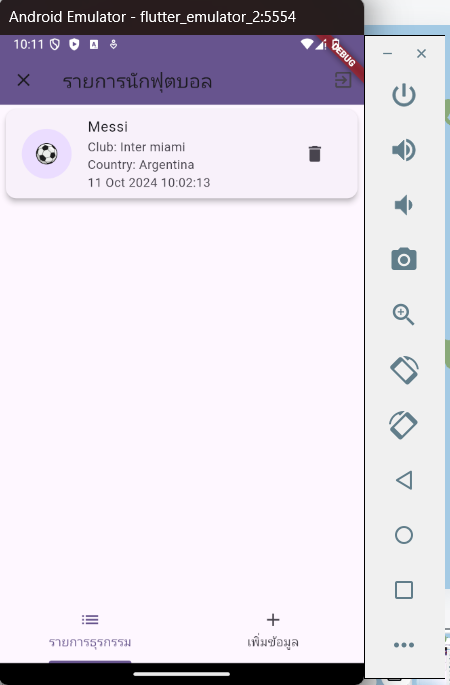 Android Emulator - flutter_emulator_2:5554
10:11
DEBUG
รายการนักฟุตบอล
Messi
Club: Inter miami
Country: Argentina
11 Oct 2024 10:02:13
รายการธุรกรรม
เพิ่มข้อมูล